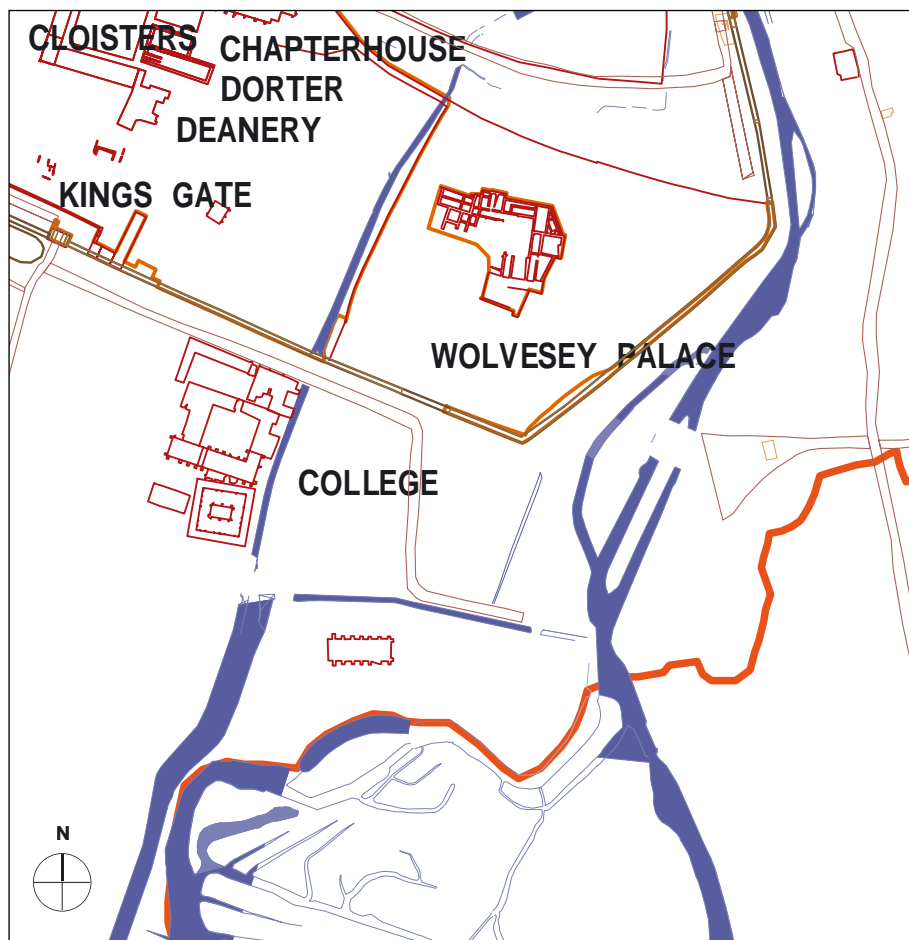 CLOISTERS
CHAPTERHOUSE
DORTER
DEANERY
KINGS GATE
WOLVESEY PALACE
COLLEGE
N